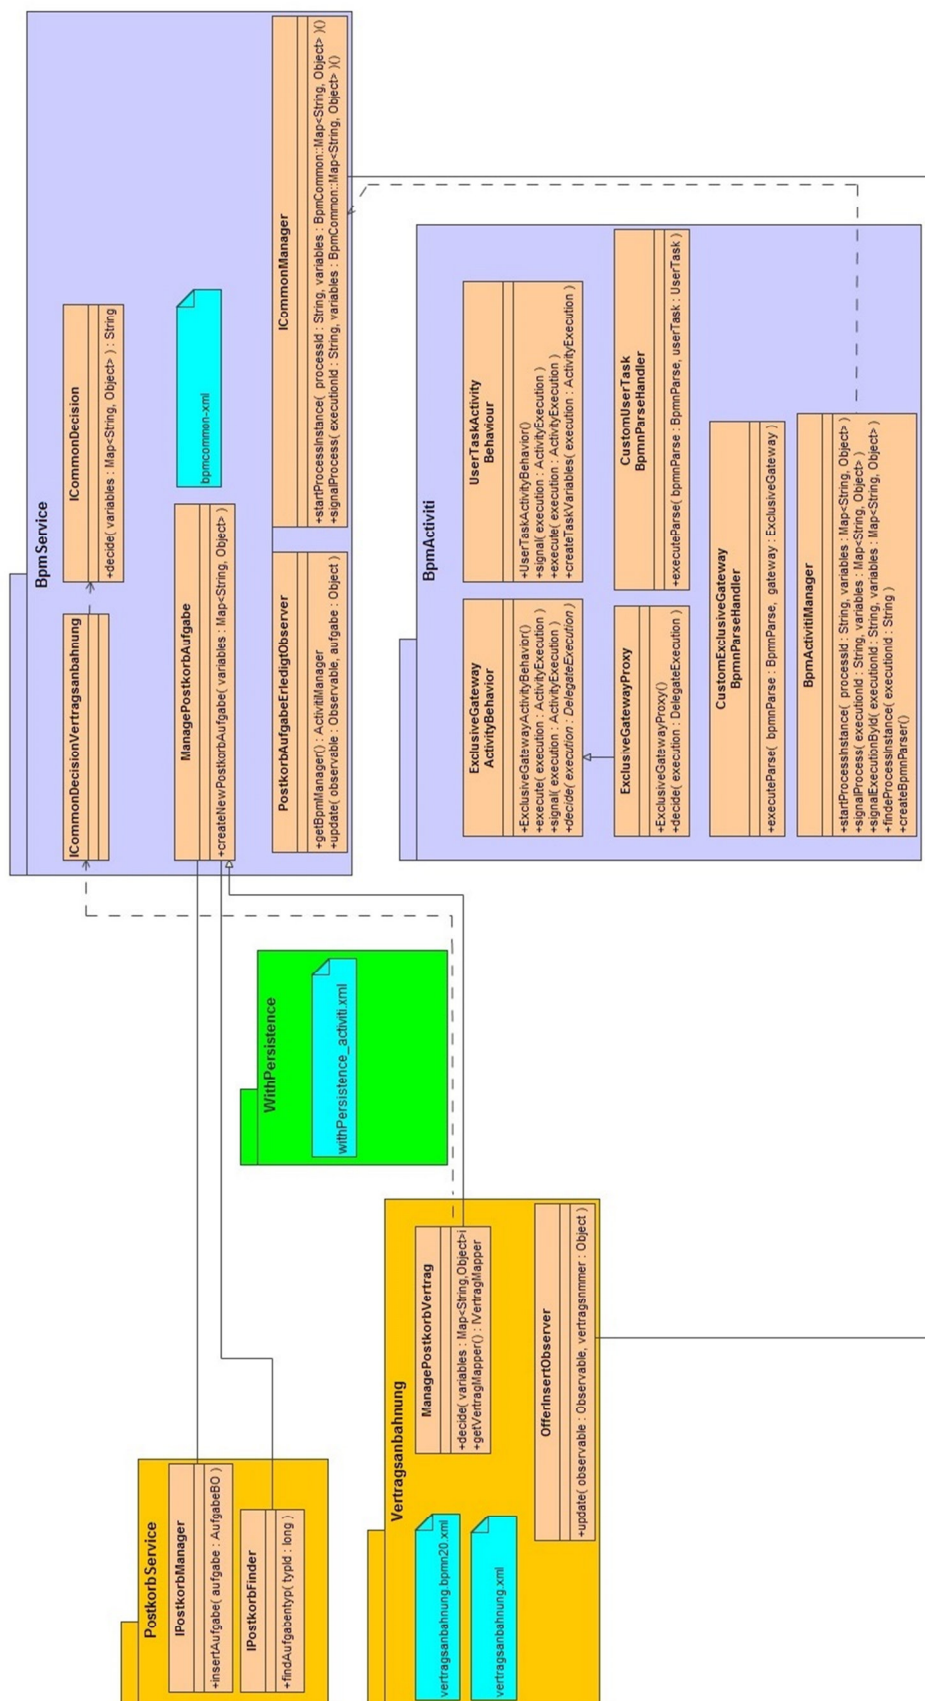 PostkorbService
IPostkorbManager
+insertAufgabe( aufgabe : AufgabeBO )
IPostkorbFinder
+findAufgabentyp( typId : long )
Vertragsanbahnung
vertragsanbahnung.bpmn20.xml
vertragsanbahnung.xml
ManagePostkorbVertrag
+decide( variables : Map<String,Object>
+getVertragMapper() : IVertragMapper
OfferInsertObserver
+update( observable : Observable, vertragsnmmer : Object )
WithPersistence
withPersistence_activiti.xml
BpmService
ICommonDecisionVertragsanbahnung
ICommonDecision
+decide( variables : Map<String, Object> ) : String
ManagePostkorbAufgabe
+createNewPostkorbAufgabe( variables : Map<String, Object> )
bpmcommon-xml
PostkorbAufgabeErledigtObserver
+getBpmManager() : ActivitiManager
+update( observable : Observable, aufgabe : Object )
ICommonManager
+startProcessInstance( processId : String, variables : BpmCommon::Map<String, Object> )()
+signalProcess( executionId : String, variables : BpmCommon::Map<String, Object> )()
BpmActiviti
ExclusiveGateway
ActivityBehavior
+ExclusiveGatewayActivityBehavior()
+execute( execution : ActivityExecution )
+signal( execution : ActivityExecution )
+decide( execution : DelegateExecution )
UserTaskActivity
Behaviour
+UserTaskActivityBehavior()
+signal( execution : ActivityExecution )
+execute( execution : ActivityExecution )
+createTaskVariables( execution : ActivityExecution )
ExclusiveGatewayProxy
+ExclusiveGatewayProxy()
+decide( execution : DelegateExecution )
CustomUserTask
BpmnParseHandler
+executeParse( bpmnParse : BpmnParse, userTask : UserTask )
CustomExclusiveGateway
BpmnParseHandler
+executeParse( bpmnParse : BpmnParse, gateway : ExclusiveGateway )
BpmActivitiManager
+startProcessInstance( processId : String, variables : Map<String, Object> )
+signalProcess( executionId : String, variables : Map<String, Object> )
+signalExecutionById( executionId : String, variables : Map<String, Object> )
+findeProcessInstance( executionId : String )
+createBpmnParser()